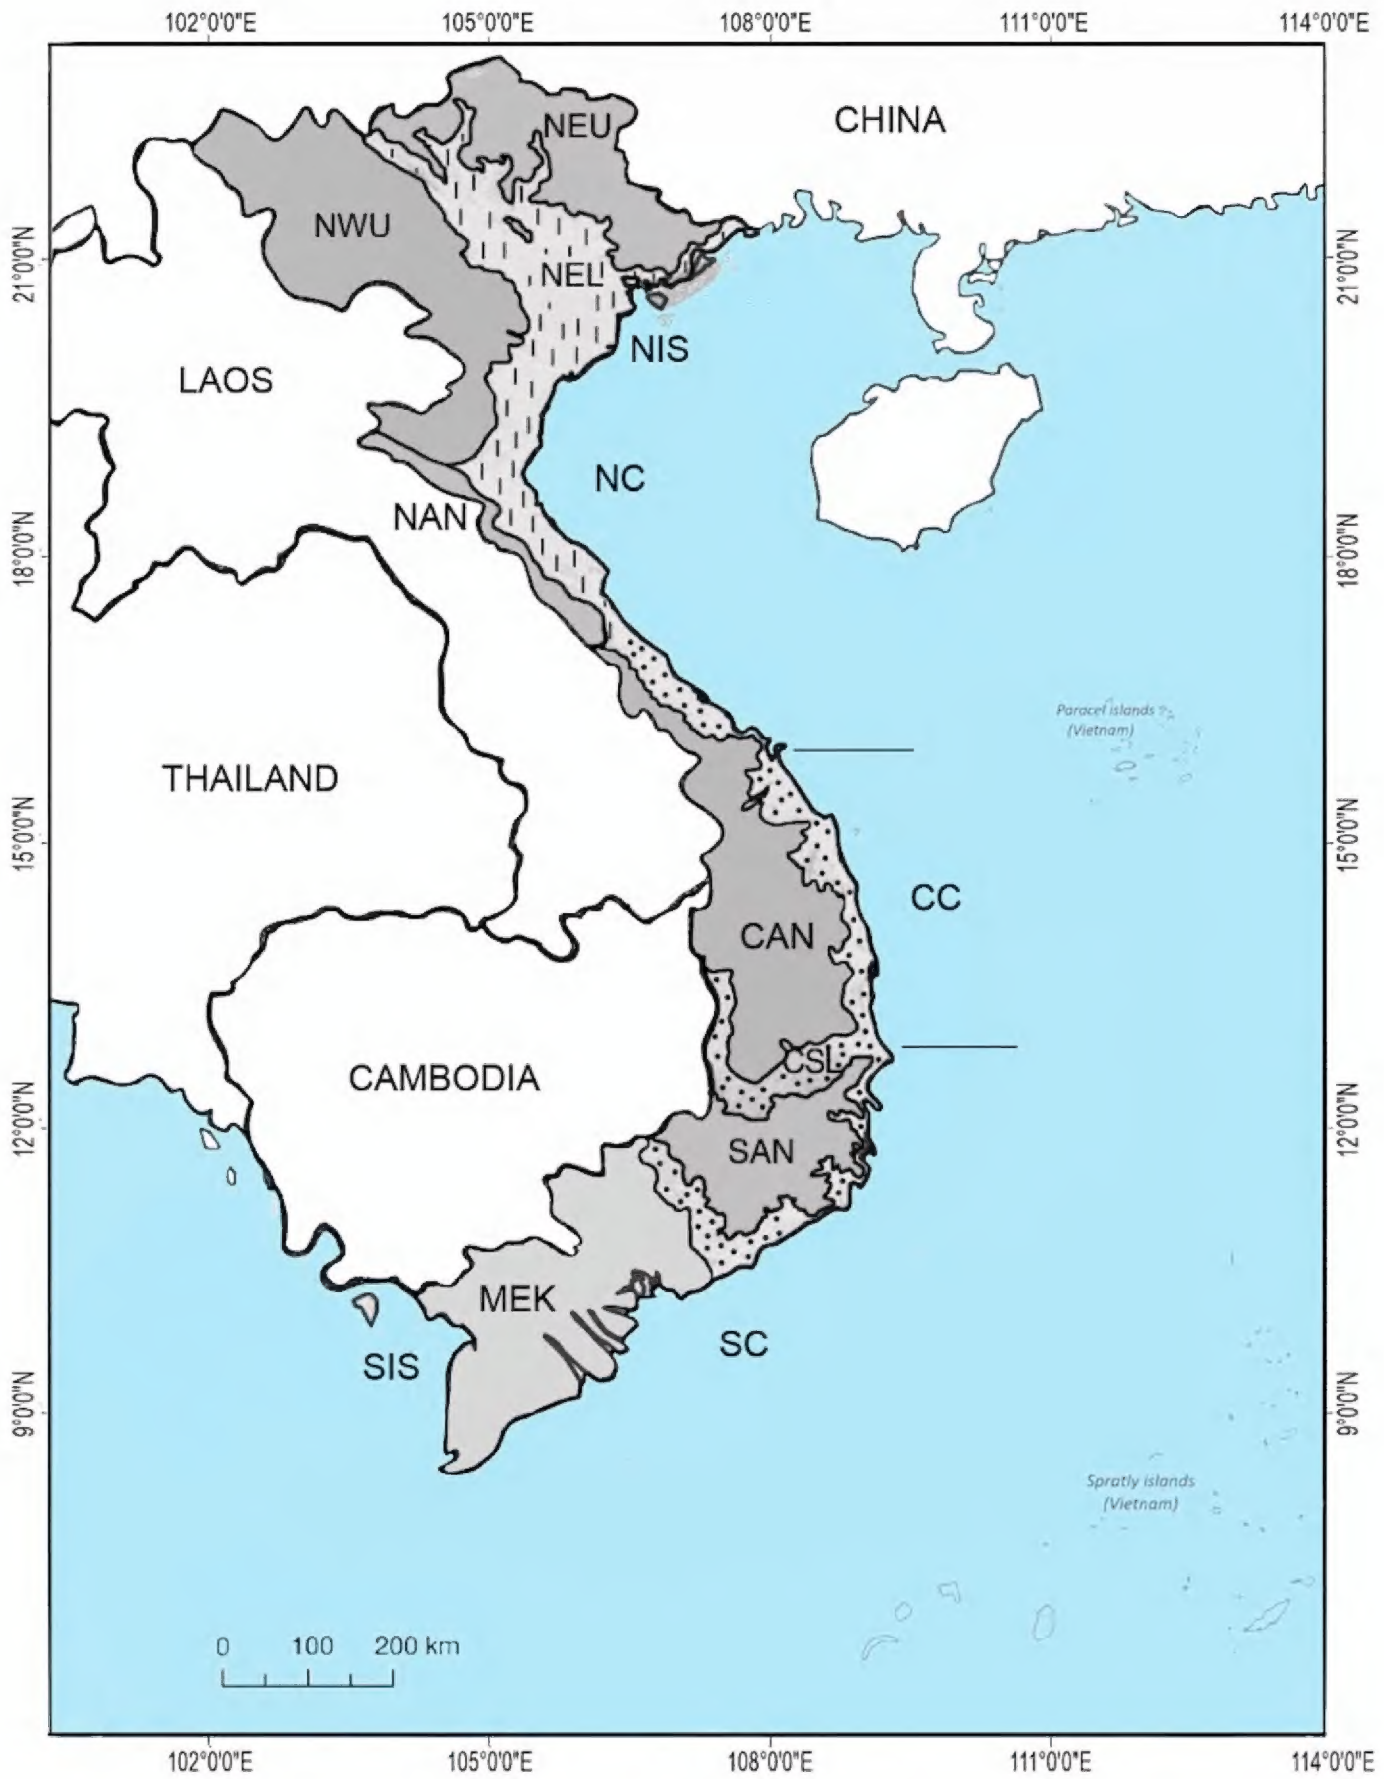 102°0'0"E 105°0'0"E 108°0'0"E 111°0'0"E 114°0'0"E
CHINA
NEU
NWU
21°0'0"N
21°0'0"N
NEL
NIS
LAOS
NC
NAN
18°0'0"N
18°0'0"N
Paracel islands
(Vietnam)
THAILAND
15°0'0"N
15°0'0"N
CC
CAN
CSL
CAMBODIA
12°0'0"N
12°0'0"N
SAN
MEK
SC
SIS
9°0'0"N
9°0'0"N
Spratly islands
(Vietnam)
0 100 200 km
102°0'0"E 105°0'0"E 108°0'0"E 111°0'0"E 114°0'0"E